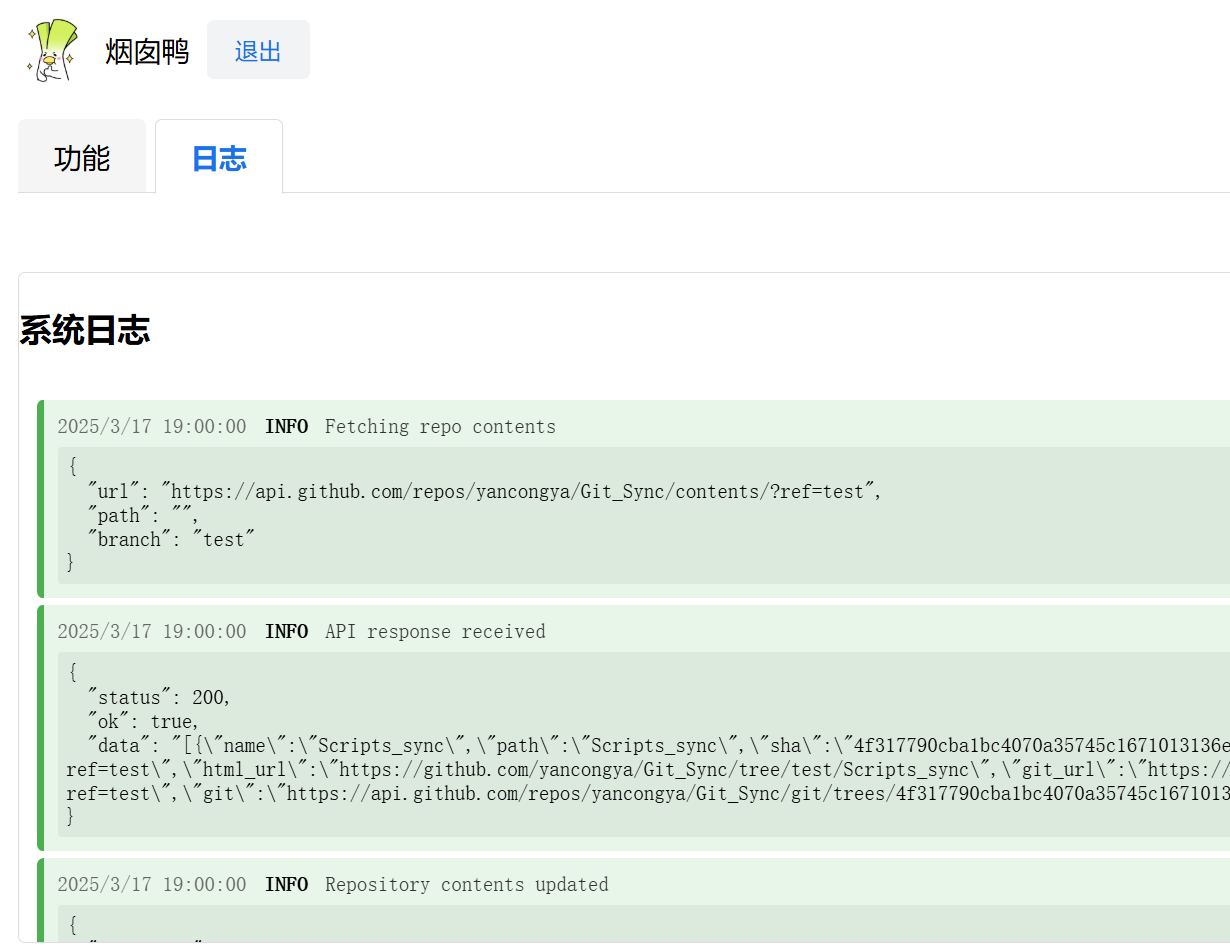 烟囱鸭 退出
功能 日志
系统日志
2025/3/17 19:00:00 INFO Fetching repo contents
{
"url": "https://api.github.com/repos/yancongya/Git_Sync/contents/?ref=test",
"path": "",
"branch": "test"
}
2025/3/17 19:00:00 INFO API response received
{
"status": 200,
"ok": true,
"data": "[{\"name\":\"Scripts_sync\",\"path\":\"Scripts_sync\",\"sha\":\"4f317790cba1bc4070a35745c1671013136e
ref=test\",\"html_url\":\"https://github.com/yancongya/Git_Sync/tree/test/Scripts_sync\",\"git_url\":\"https://
ref=test\",\"git\":\"https://api.github.com/repos/yancongya/Git_Sync/git/trees/4f317790cba1bc4070a35745c1671013
}
2025/3/17 19:00:00 INFO Repository contents updated
{